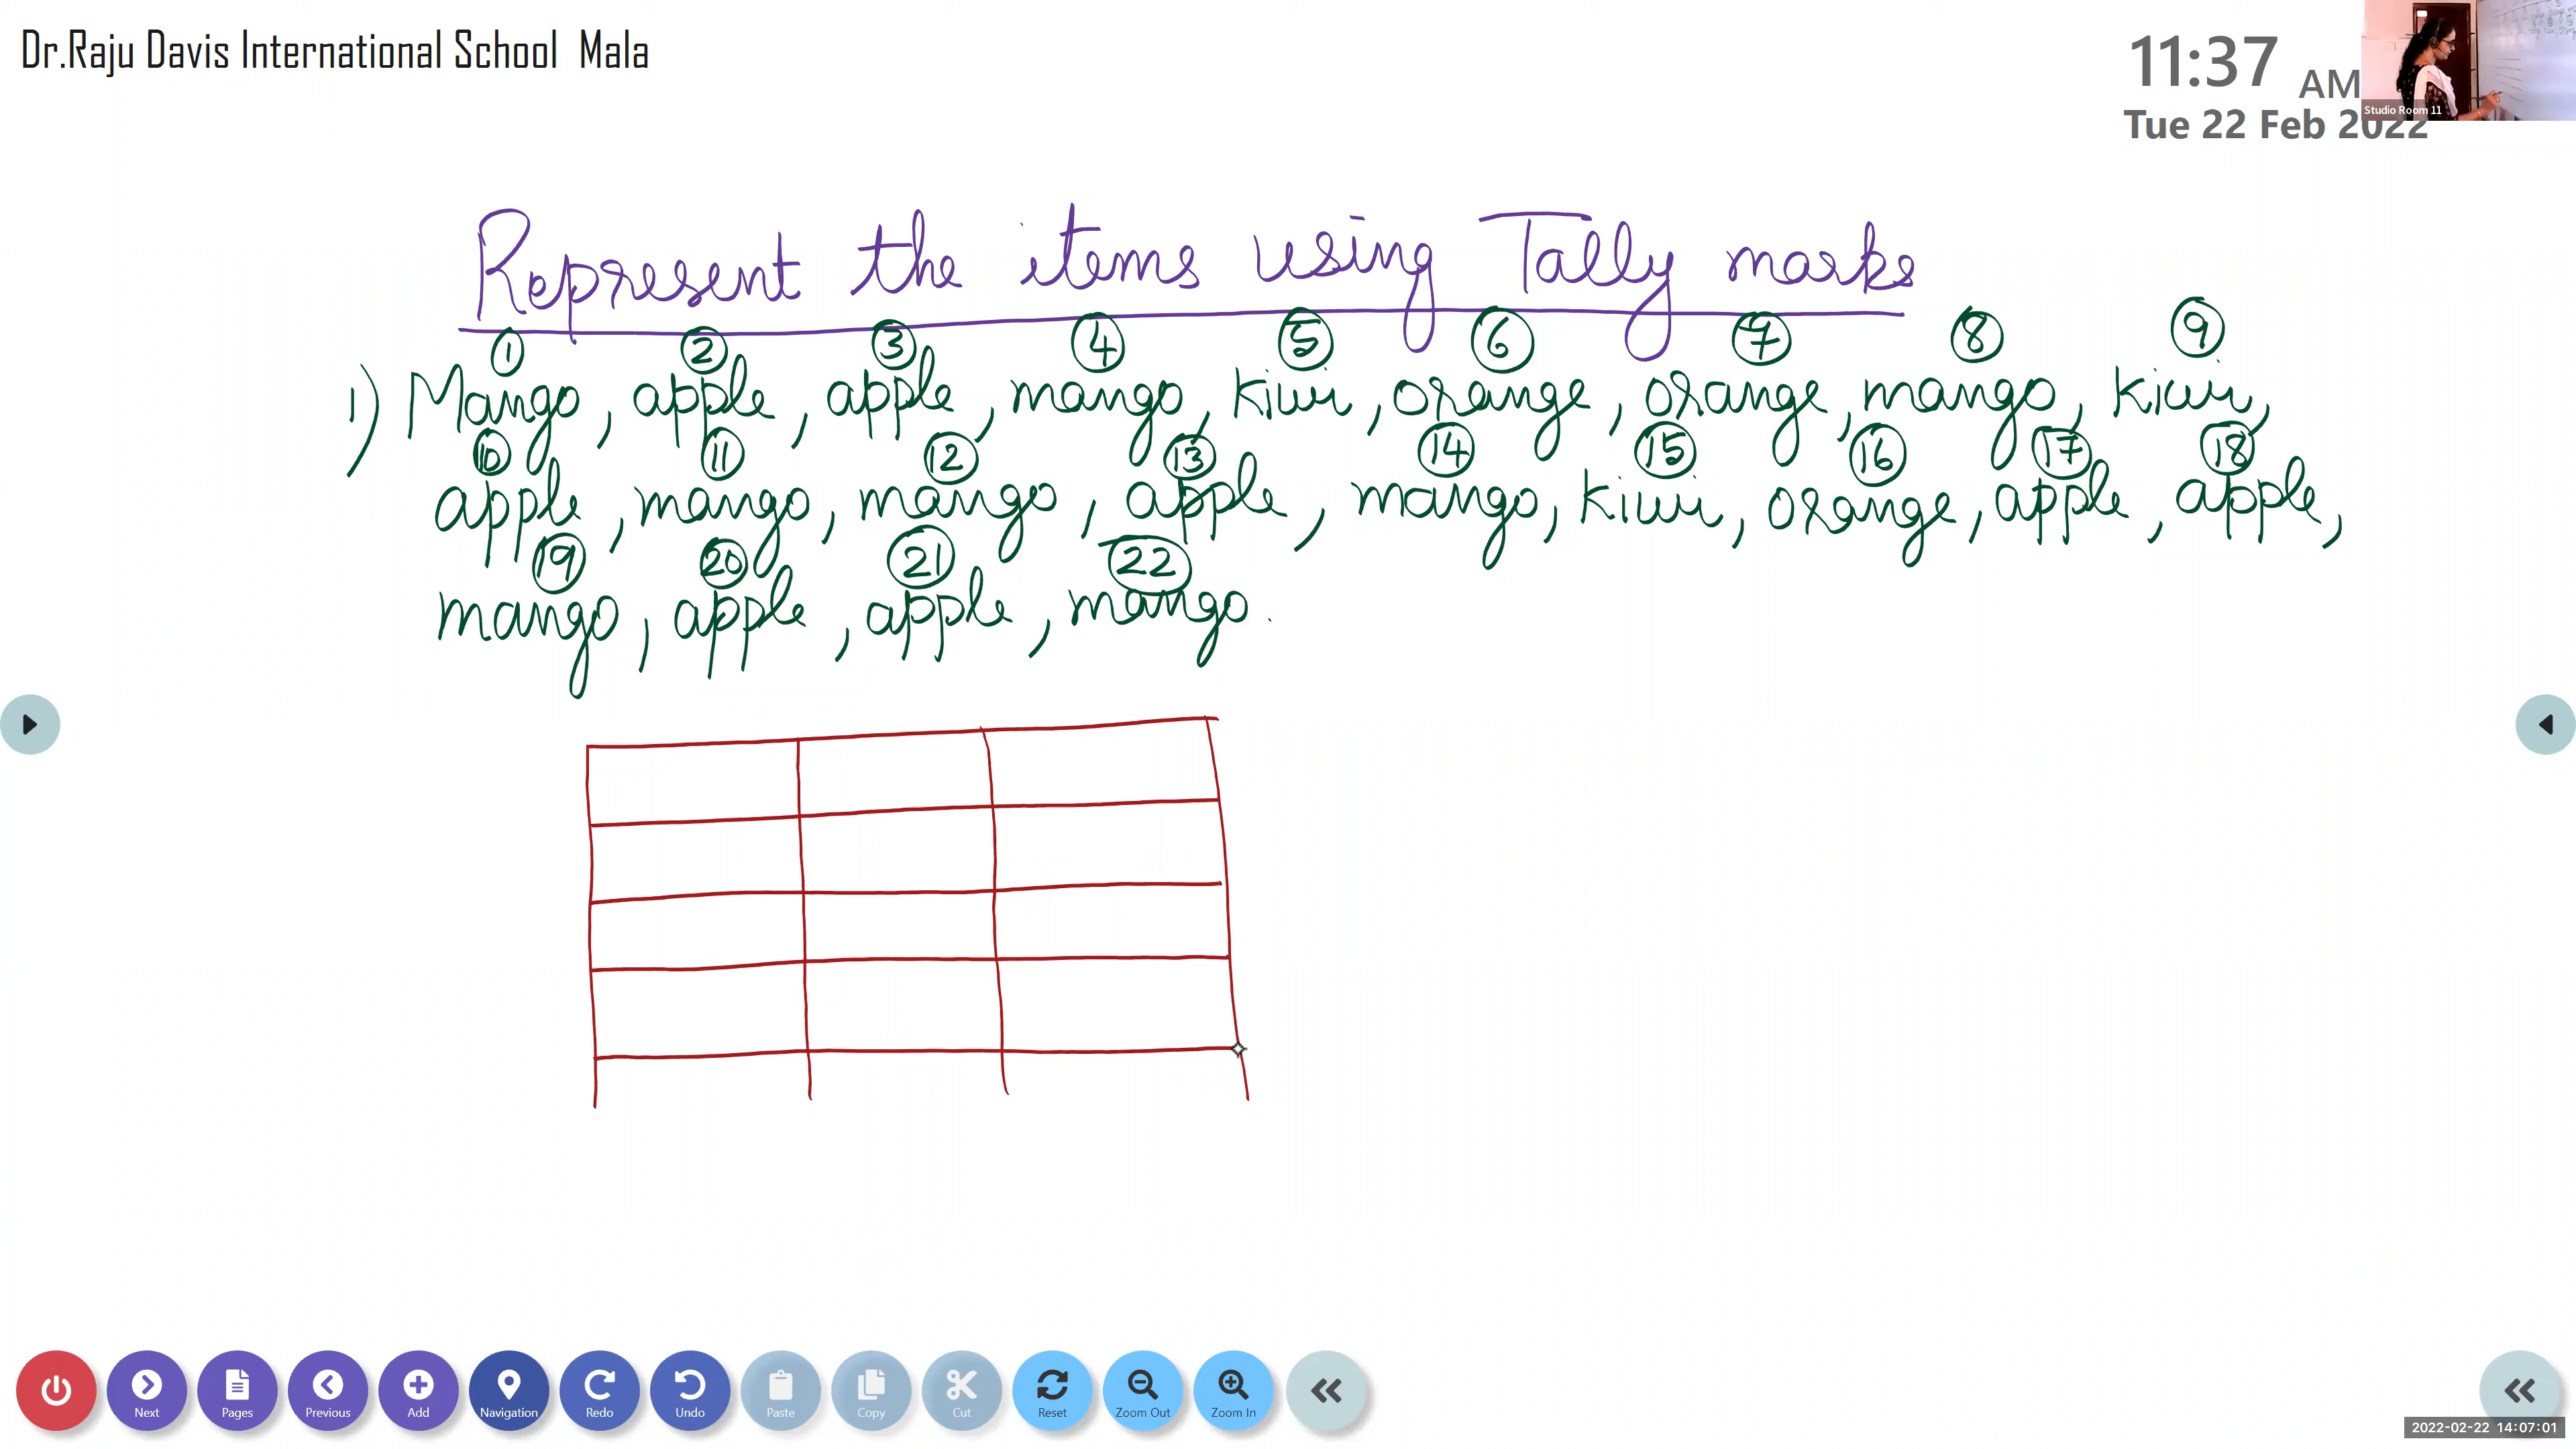 Dr.Raju Davis International School Mala
11:37 AM
Studio Room 11
Tue 22 Feb 2022
Represent the items using Tally marks
① ② ③ ④ ⑤ ⑥ ⑦ ⑧ ⑨
1) Mango, apple, apple, mango, kiwi, orange, orange, mango, kiwi,
⑩ ⑪ ⑫ ⑬ ⑭ ⑮ ⑯ ⑰ ⑱
apple, mango, mango, apple, mango, kiwi, orange, apple, apple,
⑲ ⑳ ㉑ ㉒
mango, apple, apple, mango.
Next Pages Previous Add Navigation Redo Undo Paste Copy Cut Reset Zoom Out Zoom In
2022-02-22 14:07:01